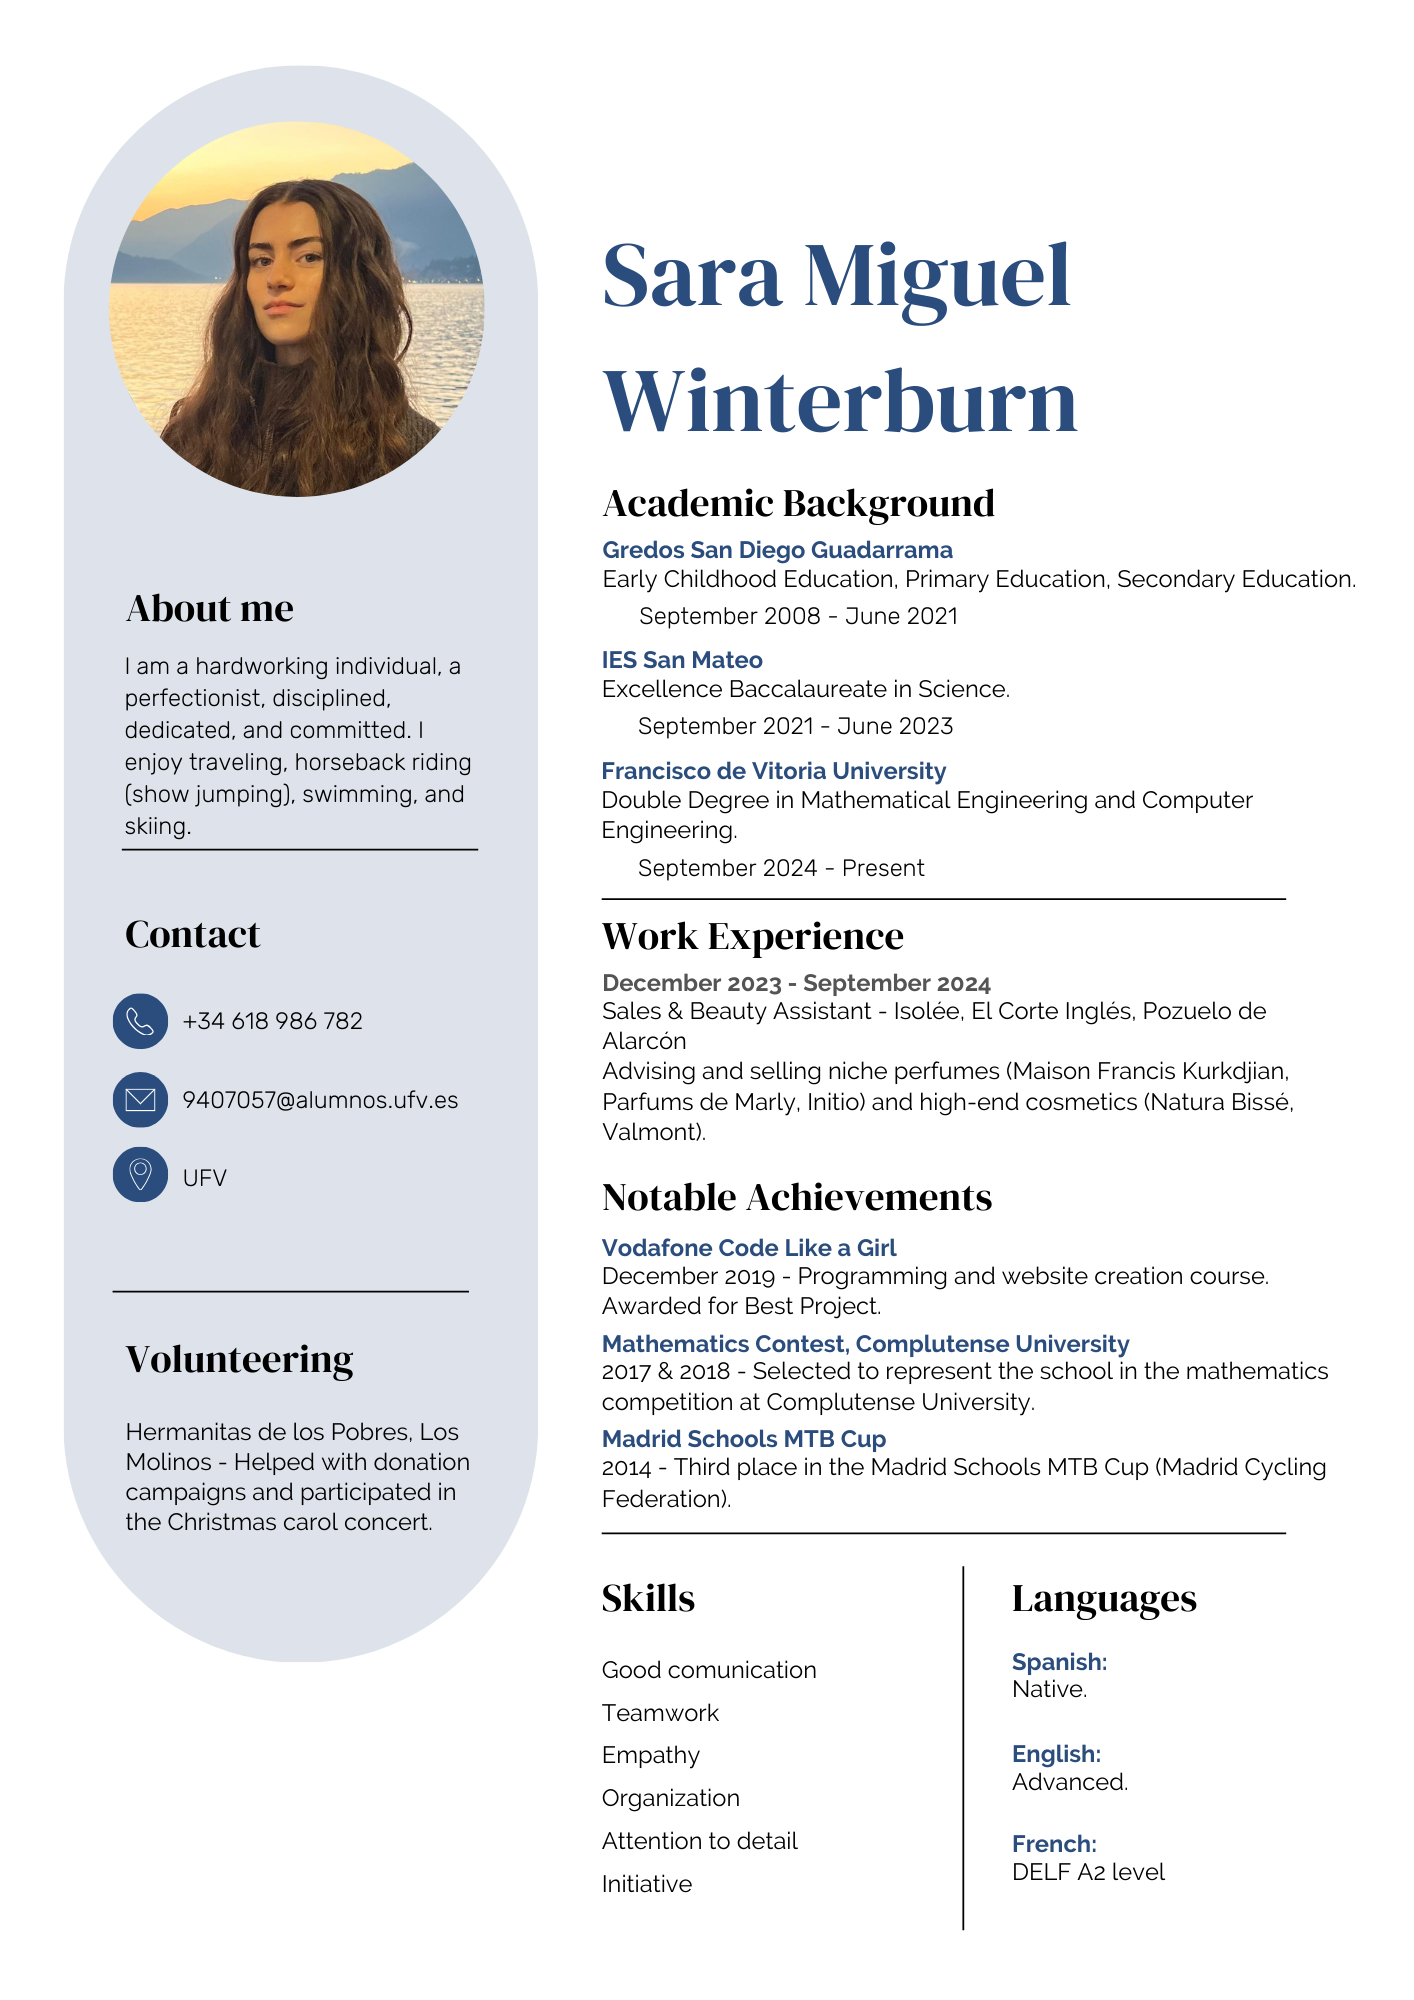 Sara Miguel
Winterburn
About me
I am a hardworking individual, a
perfectionist, disciplined,
dedicated, and committed. I
enjoy traveling, horseback riding
(show jumping), swimming, and
skiing.
Contact
+34 618 986 782
9407057@alumnos.ufv.es
UFV
Volunteering
Hermanitas de los Pobres, Los
Molinos - Helped with donation
campaigns and participated in
the Christmas carol concert.
Academic Background
Gredos San Diego Guadarrama
Early Childhood Education, Primary Education, Secondary Education.
September 2008 - June 2021
IES San Mateo
Excellence Baccalaureate in Science.
September 2021 - June 2023
Francisco de Vitoria University
Double Degree in Mathematical Engineering and Computer
Engineering.
September 2024 - Present
Work Experience
December 2023 - September 2024
Sales & Beauty Assistant - Isolée, El Corte Inglés, Pozuelo de
Alarcón
Advising and selling niche perfumes (Maison Francis Kurkdjian,
Parfums de Marly, Initio) and high-end cosmetics (Natura Bissé,
Valmont).
Notable Achievements
Vodafone Code Like a Girl
December 2019 - Programming and website creation course.
Awarded for Best Project.
Mathematics Contest, Complutense University
2017 & 2018 - Selected to represent the school in the mathematics
competition at Complutense University.
Madrid Schools MTB Cup
2014 - Third place in the Madrid Schools MTB Cup (Madrid Cycling
Federation).
Skills
Good comunication
Teamwork
Empathy
Organization
Attention to detail
Initiative
Languages
Spanish:
Native.
English:
Advanced.
French:
DELF A2 level